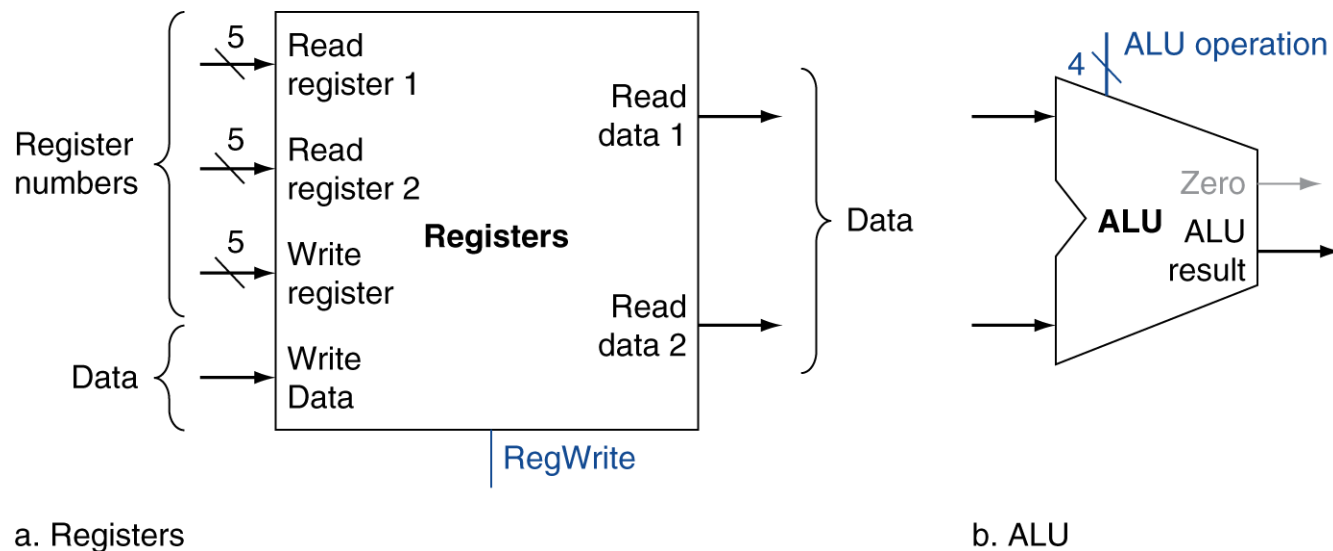 5
Read
register 1
5
Read
register 2
5
Write
register
Write
Data
Register
numbers
Data
Registers
Read
data 1
Read
data 2
Data
RegWrite
a. Registers
4
ALU operation
Zero
ALU
ALU
result
b. ALU